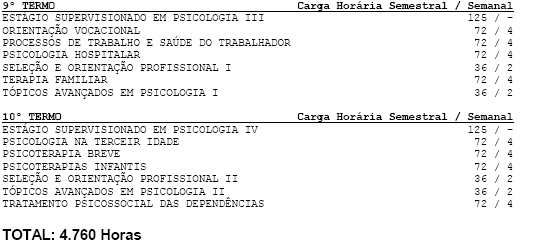 9º TERMO Carga Horária Semestral / Semanal
ESTÁGIO SUPERVISIONADO EM PSICOLOGIA III 125 / -
ORIENTAÇÃO VOCACIONAL 72 / 4
PROCESSOS DE TRABALHO E SAÚDE DO TRABALHADOR 72 / 4
PSICOLOGIA HOSPITALAR 72 / 4
SELEÇÃO E ORIENTAÇÃO PROFISSIONAL I 36 / 2
TERAPIA FAMILIAR 72 / 4
TÓPICOS AVANÇADOS EM PSICOLOGIA I 36 / 2
10º TERMO Carga Horária Semestral / Semanal
ESTÁGIO SUPERVISIONADO EM PSICOLOGIA IV 125 / -
PSICOLOGIA NA TERCEIR IDADE 72 / 4
PSICOTERAPIA BREVE 72 / 4
PSICOTERAPIAS INFANTIS 72 / 4
SELEÇÃO E ORIENTAÇÃO PROFISSIONAL II 36 / 2
TÓPICOS AVANÇADOS EM PSICOLOGIA II 36 / 2
TRATAMENTO PSICOSSOCIAL DAS DEPENDÊNCIAS 72 / 4
TOTAL: 4.760 Horas